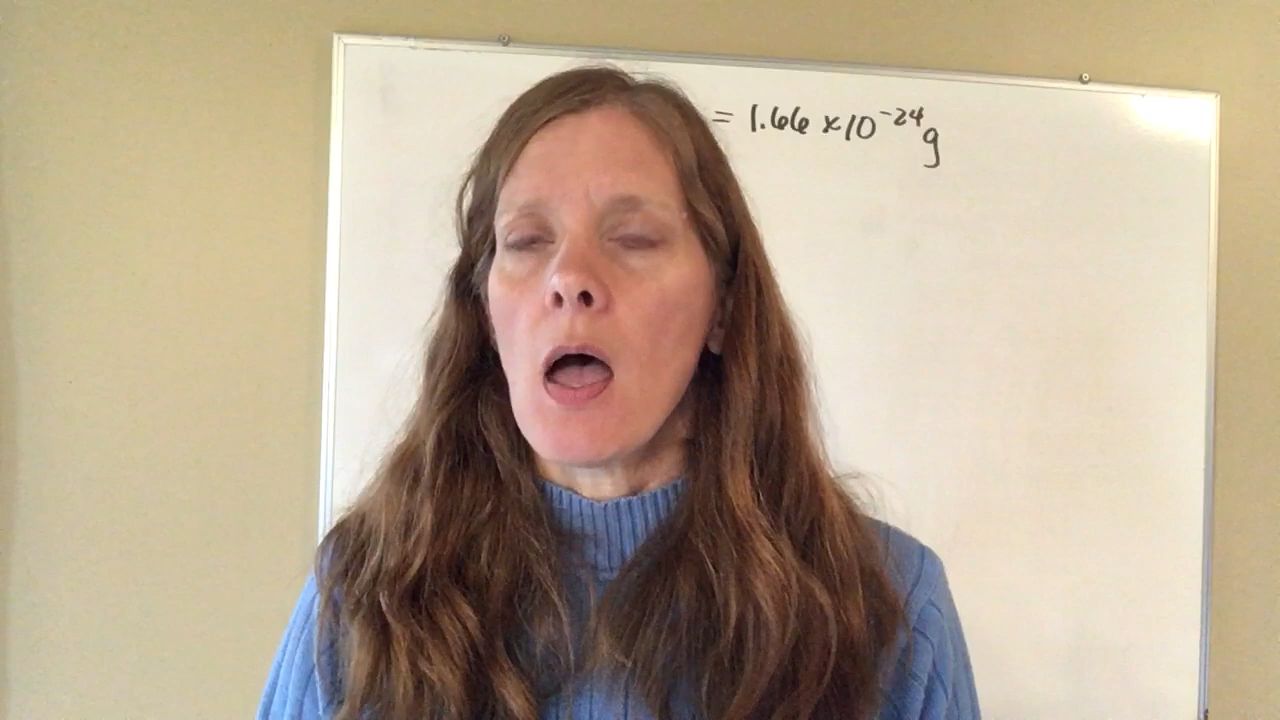 = 1.66 x 10⁻²⁴ g